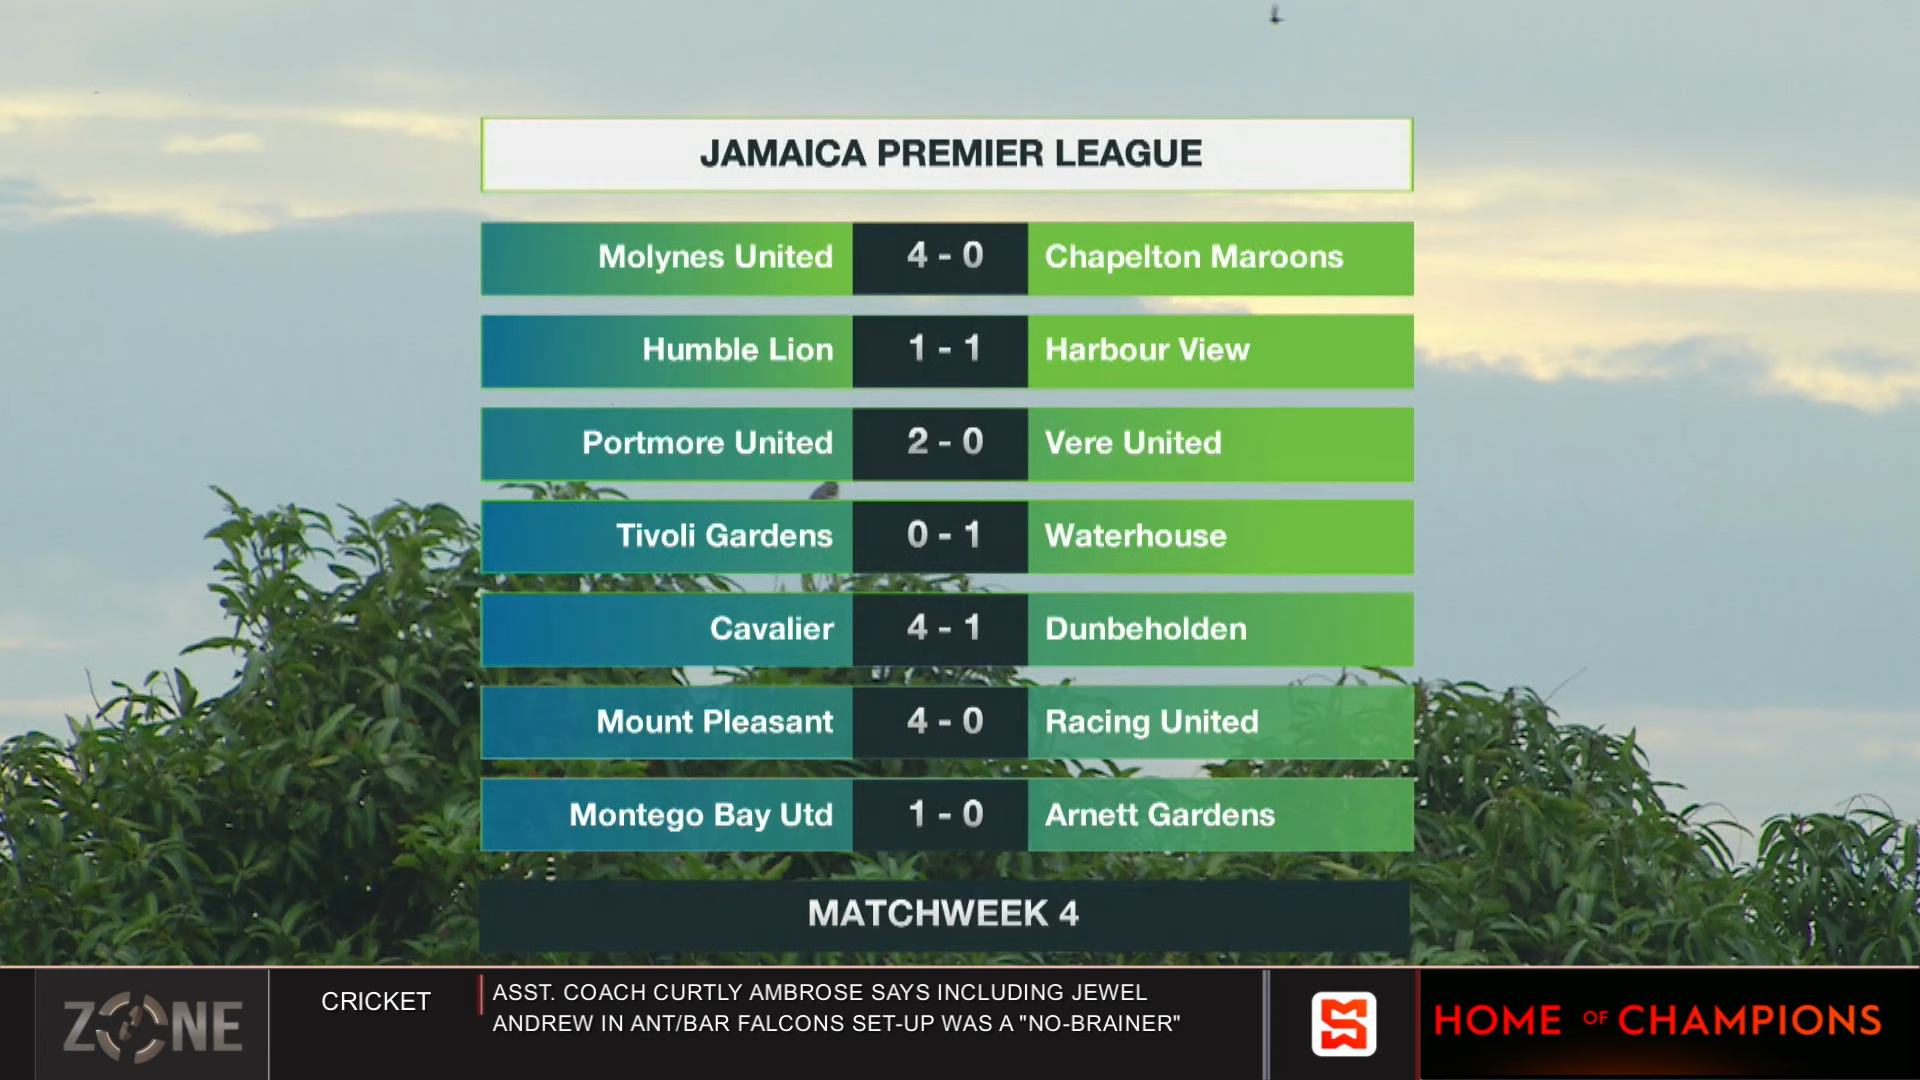 JAMAICA PREMIER LEAGUE
Molynes United 4 - 0 Chapelton Maroons
Humble Lion 1 - 1 Harbour View
Portmore United 2 - 0 Vere United
Tivoli Gardens 0 - 1 Waterhouse
Cavalier 4 - 1 Dunbeholden
Mount Pleasant 4 - 0 Racing United
Montego Bay Utd 1 - 0 Arnett Gardens
MATCHWEEK 4
ZONE
CRICKET
ASST. COACH CURTLY AMBROSE SAYS INCLUDING JEWEL
ANDREW IN ANT/BAR FALCONS SET-UP WAS A "NO-BRAINER"
HOME OF CHAMPIONS